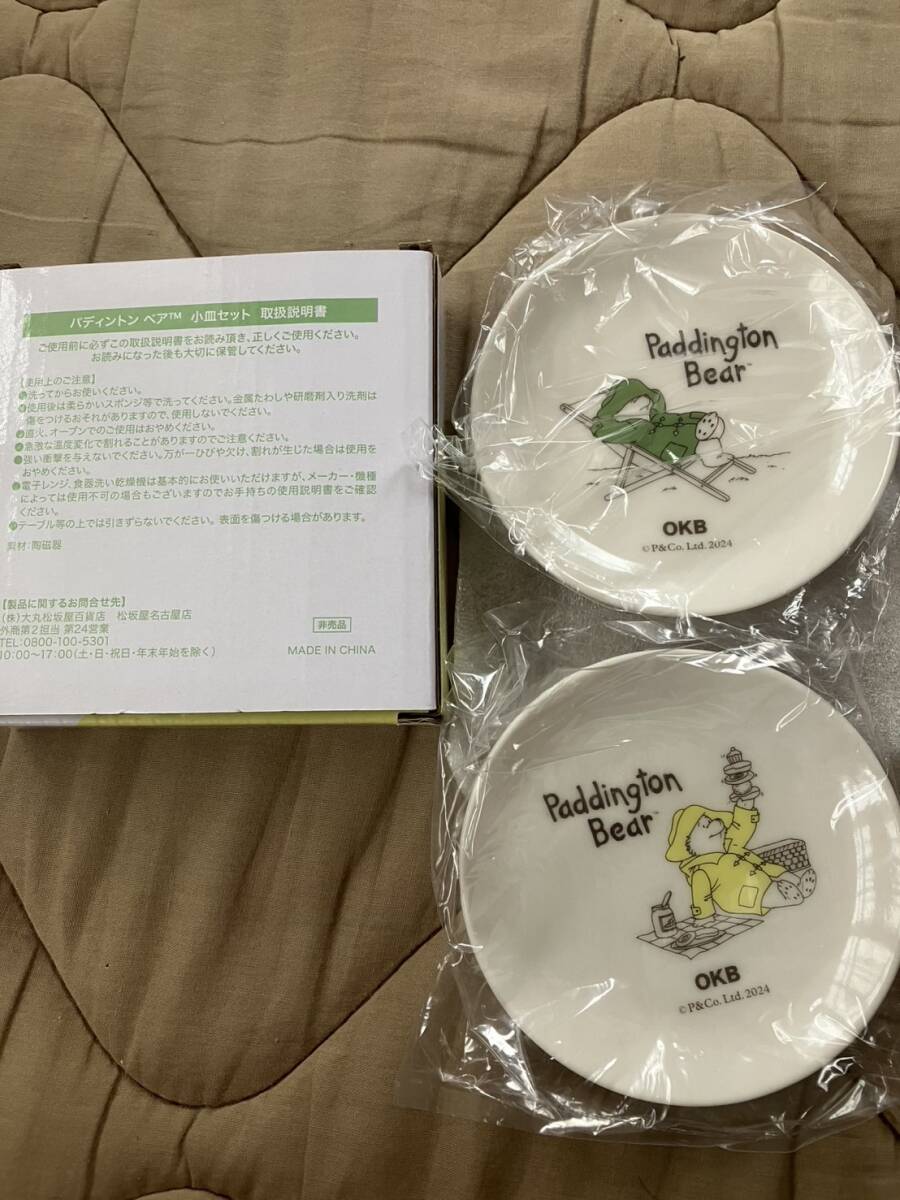 パディントン ベア™ 小皿セット 取扱説明書
ご使用前に必ずこの取扱説明書をお読み頂き、正しくご使用ください。
お読みになった後も大切に保管してください。
【使用上のご注意】
洗ってからお使いください。
使用後は柔らかいスポンジ等で洗ってください。金属たわしや研磨剤入り洗剤は
傷をつけるおそれがありますので、使用しないでください。
直火、オーブンでのご使用はおやめください。
急激な温度変化で割れることがありますのでご注意ください。
強い衝撃を与えないでください。万が一ひびや欠け、割れが生じた場合は使用を
おやめください。
電子レンジ、食器洗い乾燥機は基本的にお使いいただけますが、メーカー・機種
によっては使用不可の場合もございますのでお手持ちの使用説明書をご確認
ください。
テーブル等の上では引きずらないでください。表面を傷つける場合があります。
素材：陶磁器
【製品に関するお問合せ先】
(株)大丸松坂屋百貨店 松坂屋名古屋店
外商第2担当 第24営業
TEL:0800-100-5301
10:00〜17:00(土・日・祝日・年末年始を除く)
非売品
MADE IN CHINA
Paddington
Bear™
OKB
©P&Co. Ltd. 2024
Paddington
Bear™
OKB
©P&Co. Ltd. 2024